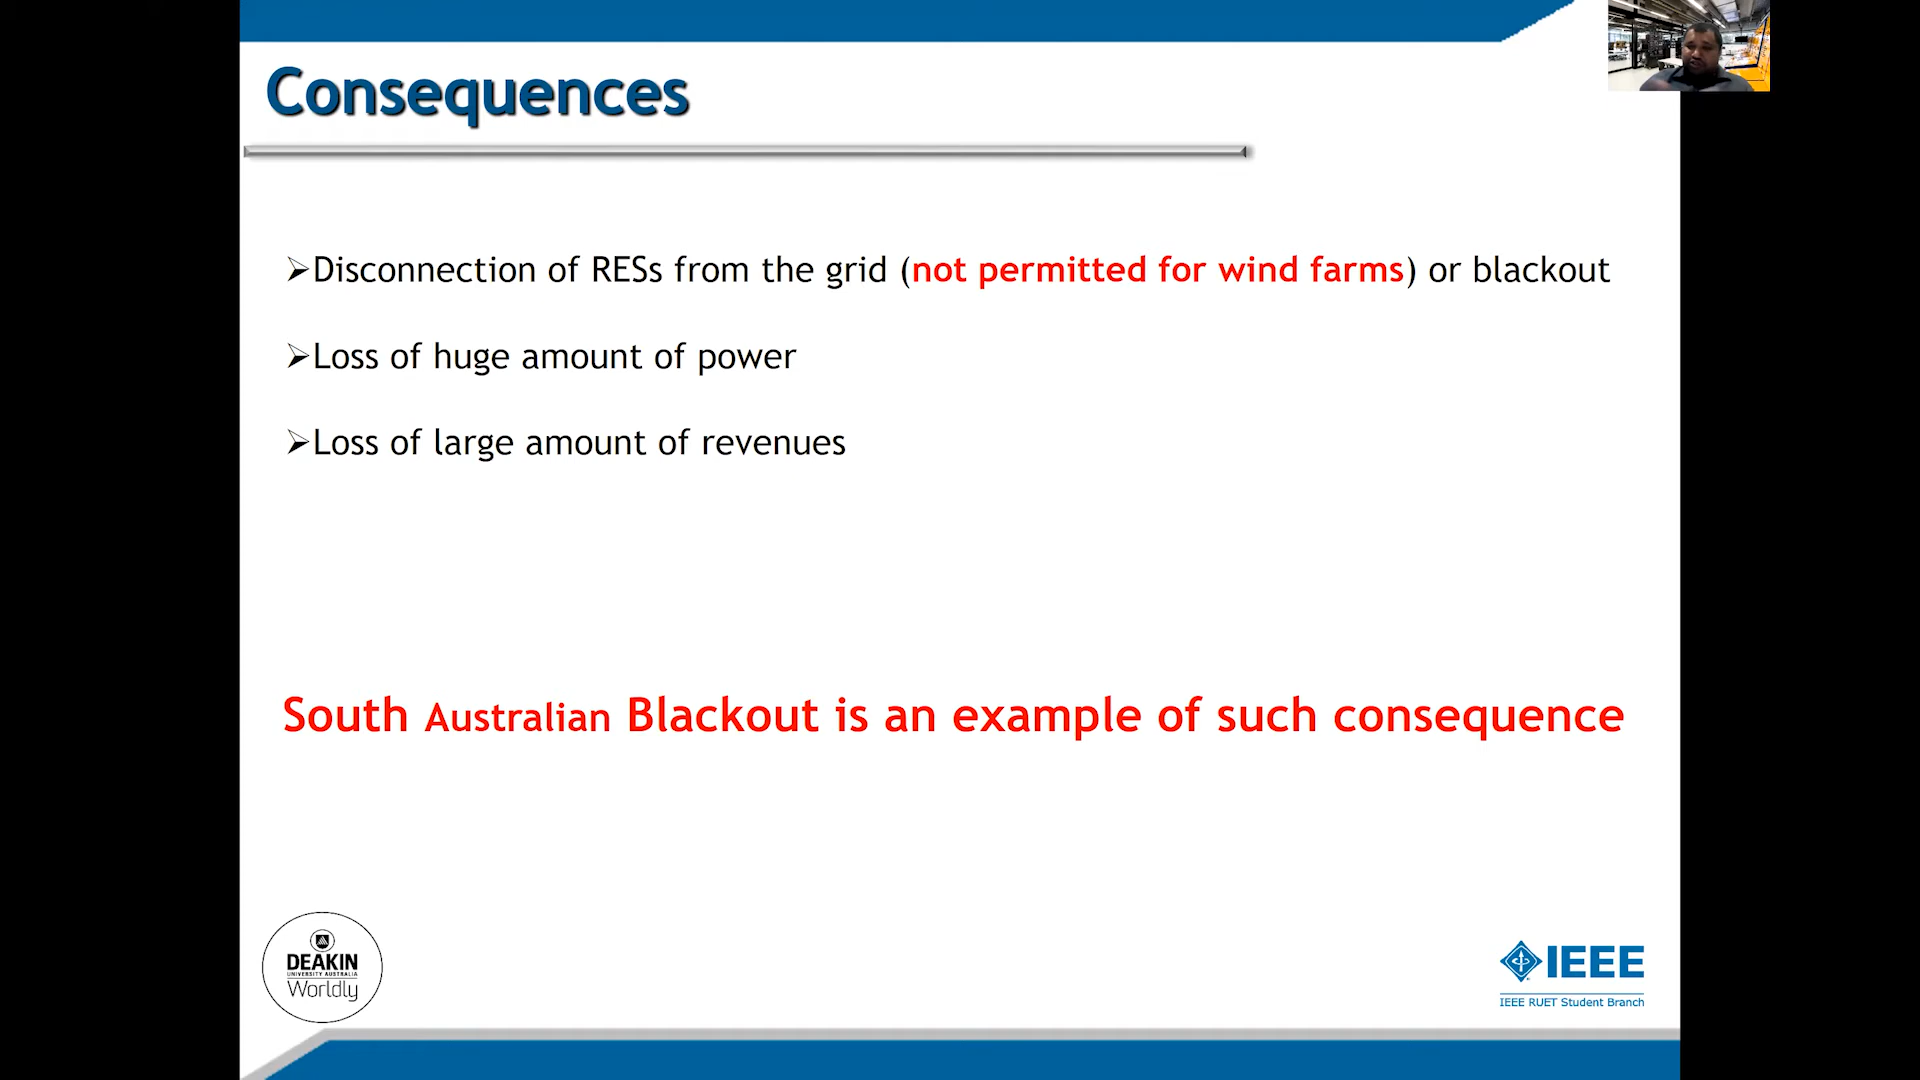 Consequences
➢Disconnection of RESs from the grid (not permitted for wind farms) or blackout
➢Loss of huge amount of power
➢Loss of large amount of revenues
South Australian Blackout is an example of such consequence
DEAKIN
UNIVERSITY AUSTRALIA
Worldly
IEEE
IEEE RUET Student Branch